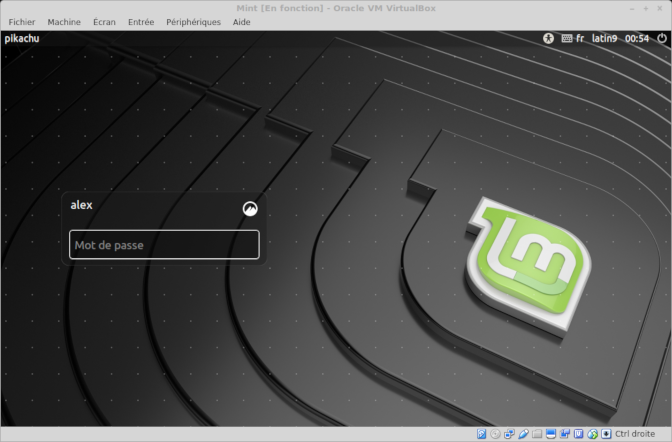 Mint [En fonction] - Oracle VM VirtualBox
Fichier Machine Écran Entrée Périphériques Aide
pikachu fr latin9 00:54
alex
Mot de passe
Ctrl droite